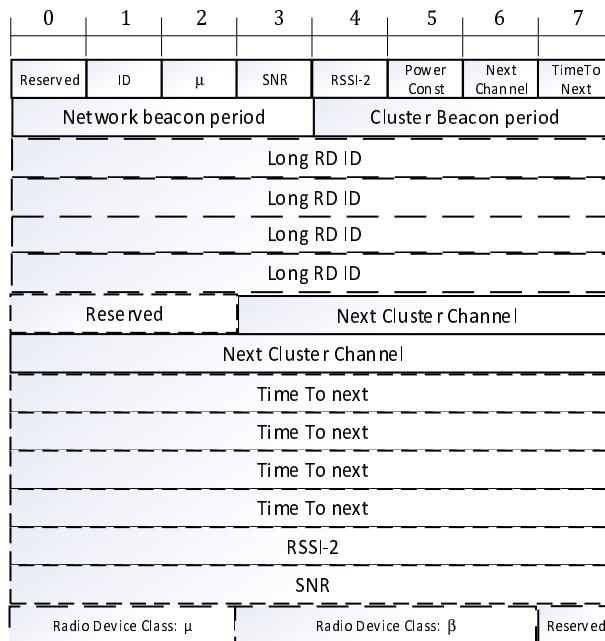 0 1 2 3 4 5 6 7
Reserved ID μ SNR RSSI-2 Power Const Next Channel TimeTo Next
Network beacon period Cluster Beacon period
Long RD ID
Long RD ID
Long RD ID
Long RD ID
Reserved Next Cluster Channel
Next Cluster Channel
Time To next
Time To next
Time To next
Time To next
RSSI-2
SNR
Radio Device Class: μ Radio Device Class: β Reserved